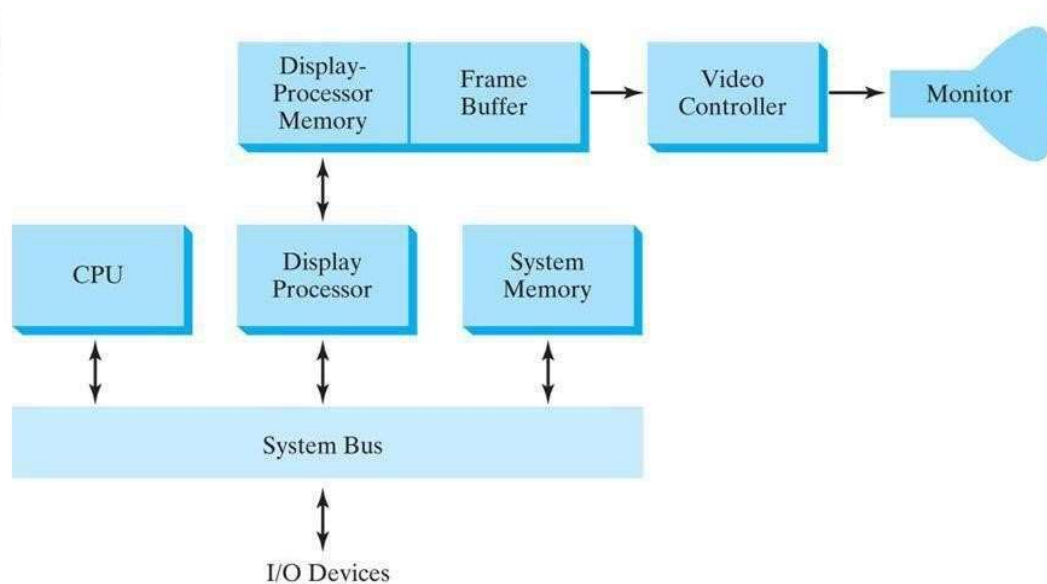 Display-
Processor
Memory
Frame
Buffer
Video
Controller
Monitor
CPU
Display
Processor
System
Memory
System Bus
I/O Devices